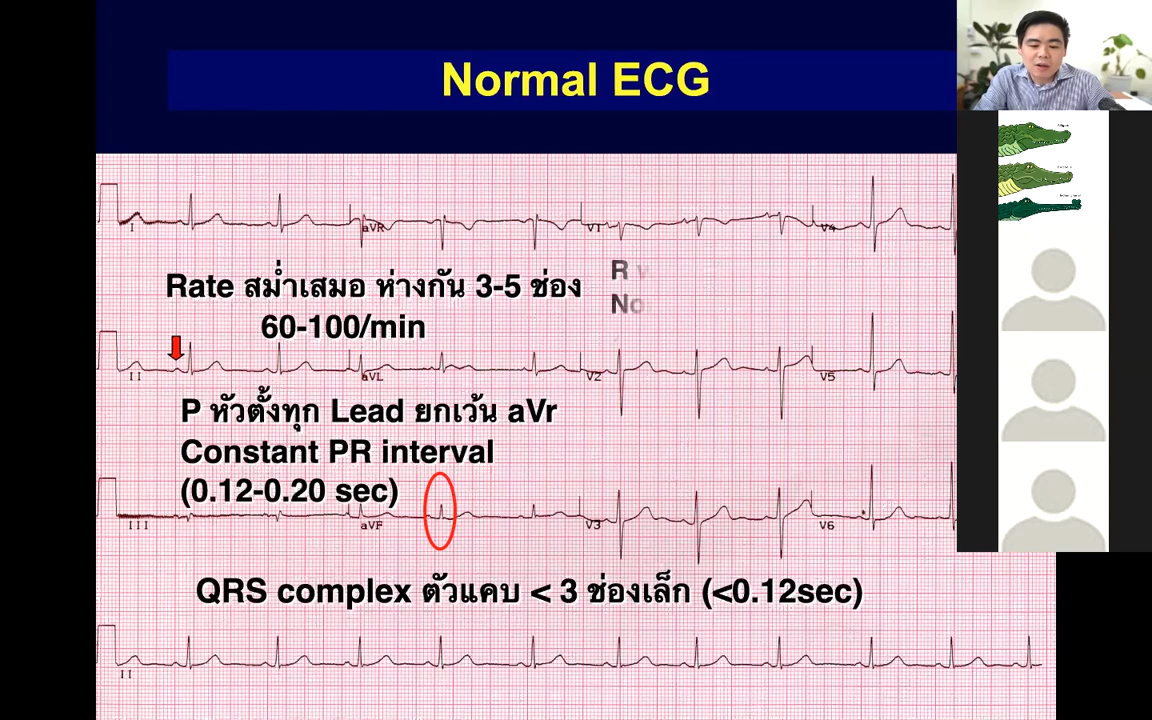 Normal ECG
I
aVR
V1
V4
Rate สม่ำเสมอ ห่างกัน 3-5 ช่อง
60-100/min
R
No
II
aVL
V2
V5
P หัวตั้งทุก Lead ยกเว้น aVr
Constant PR interval
(0.12-0.20 sec)
III
aVF
V3
V6
QRS complex ตัวแคบ < 3 ช่องเล็ก (<0.12sec)
II